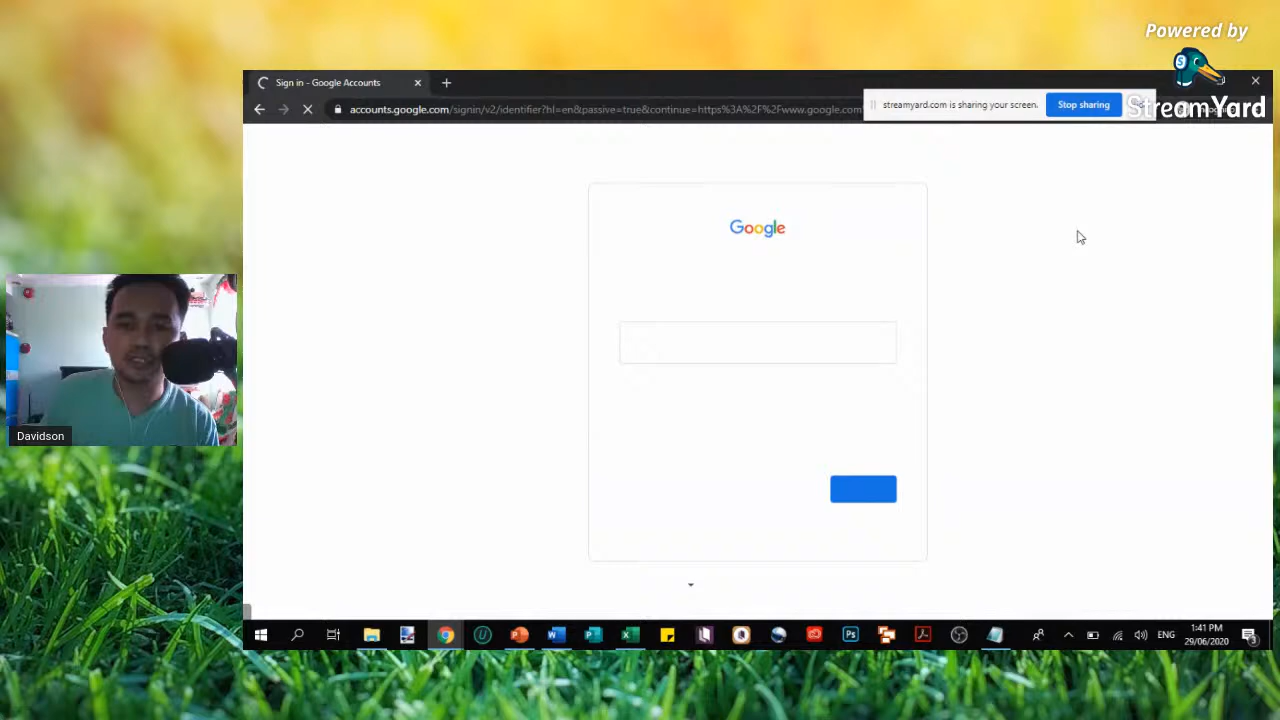 Powered by
StreamYard
Sign in - Google Accounts
accounts.google.com/signin/v2/identifier?hl=en&passive=true&continue=https%3A%2F%2Fwww.google.com
streamyard.com is sharing your screen.
Stop sharing
Google
Davidson
ENG
1:41 PM
29/06/2020